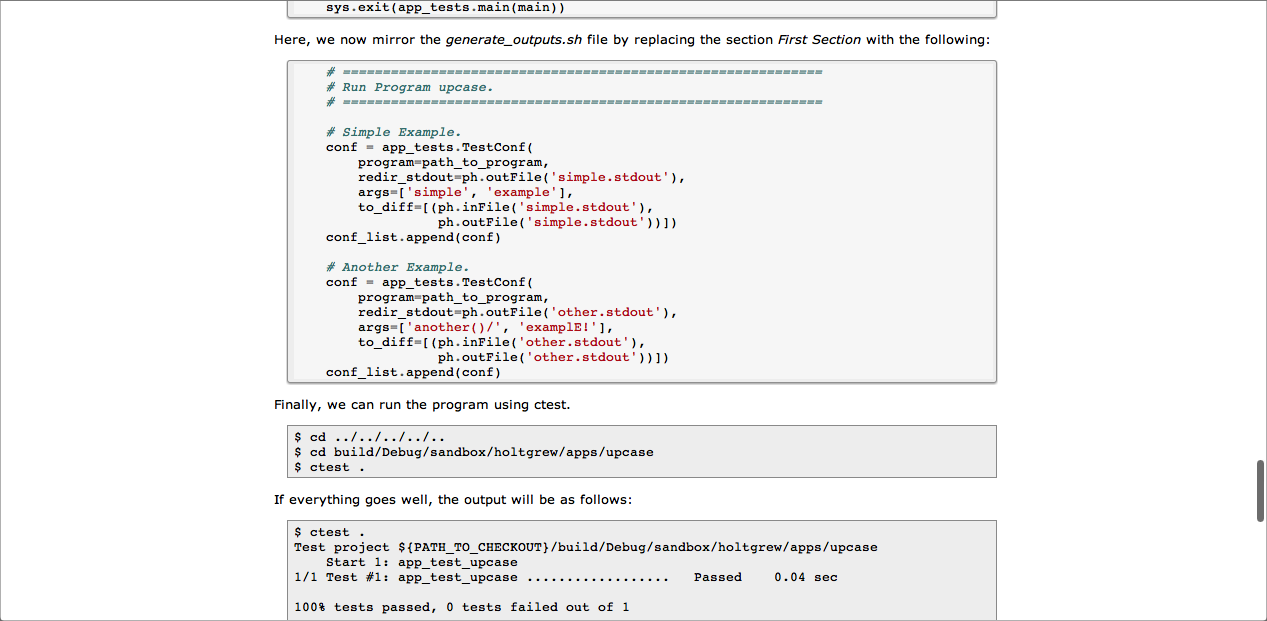 sys.exit(app_tests.main(main))
Here, we now mirror the generate_outputs.sh file by replacing the section First Section with the following:
    # ============================================================
    # Run Program upcase.
    # ============================================================
    # Simple Example.
    conf = app_tests.TestConf(
        program=path_to_program,
        redir_stdout=ph.outFile('simple.stdout'),
        args=['simple', 'example'],
        to_diff=[(ph.inFile('simple.stdout'),
                  ph.outFile('simple.stdout'))])
    conf_list.append(conf)
    # Another Example.
    conf = app_tests.TestConf(
        program=path_to_program,
        redir_stdout=ph.outFile('other.stdout'),
        args=['another()/', 'examplE!'],
        to_diff=[(ph.inFile('other.stdout'),
                  ph.outFile('other.stdout'))])
    conf_list.append(conf)
Finally, we can run the program using ctest.
$ cd ../../../../..
$ cd build/Debug/sandbox/holtgrew/apps/upcase
$ ctest .
If everything goes well, the output will be as follows:
$ ctest .
Test project ${PATH_TO_CHECKOUT}/build/Debug/sandbox/holtgrew/apps/upcase
    Start 1: app_test_upcase
1/1 Test #1: app_test_upcase ..................   Passed    0.04 sec
100% tests passed, 0 tests failed out of 1